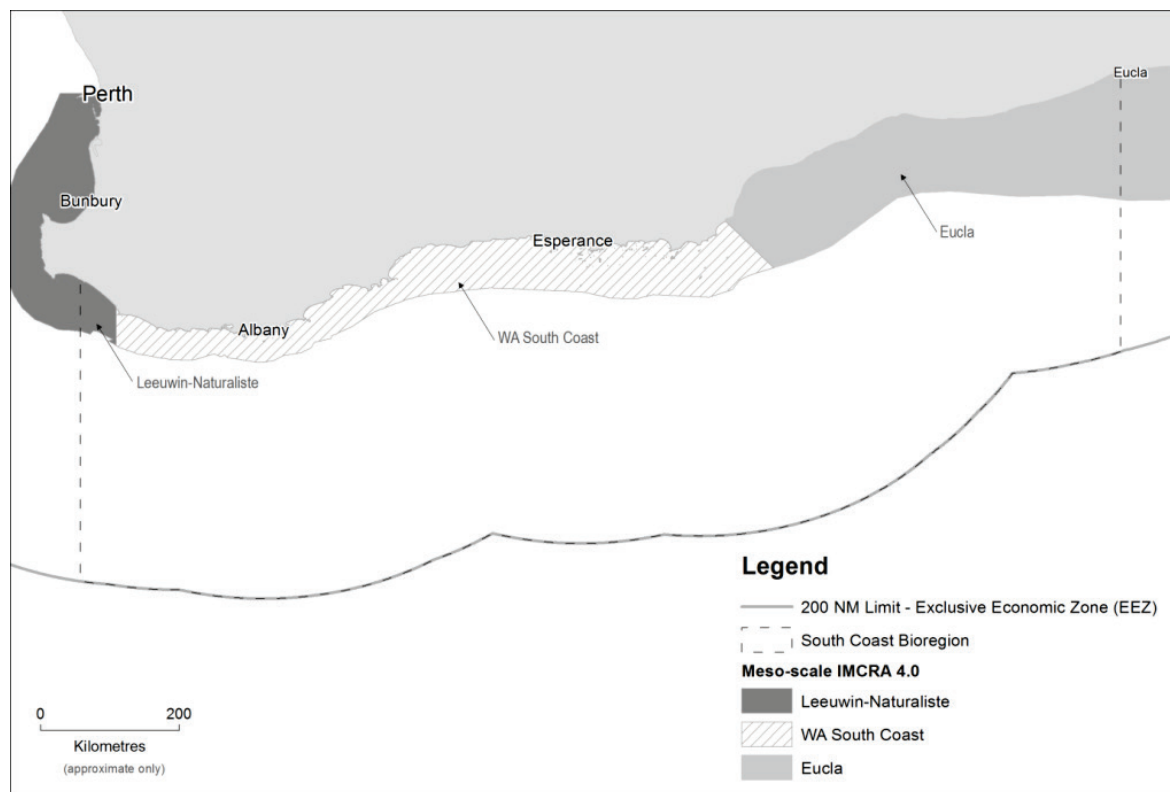 Eucla
Perth
Bunbury
Esperance
Eucla
WA South Coast
Albany
Leeuwin-Naturaliste
Legend
200 NM Limit - Exclusive Economic Zone (EEZ)
South Coast Bioregion
Meso-scale IMCRA 4.0
Leeuwin-Naturaliste
WA South Coast
Eucla
0 200
Kilometres
(approximate only)